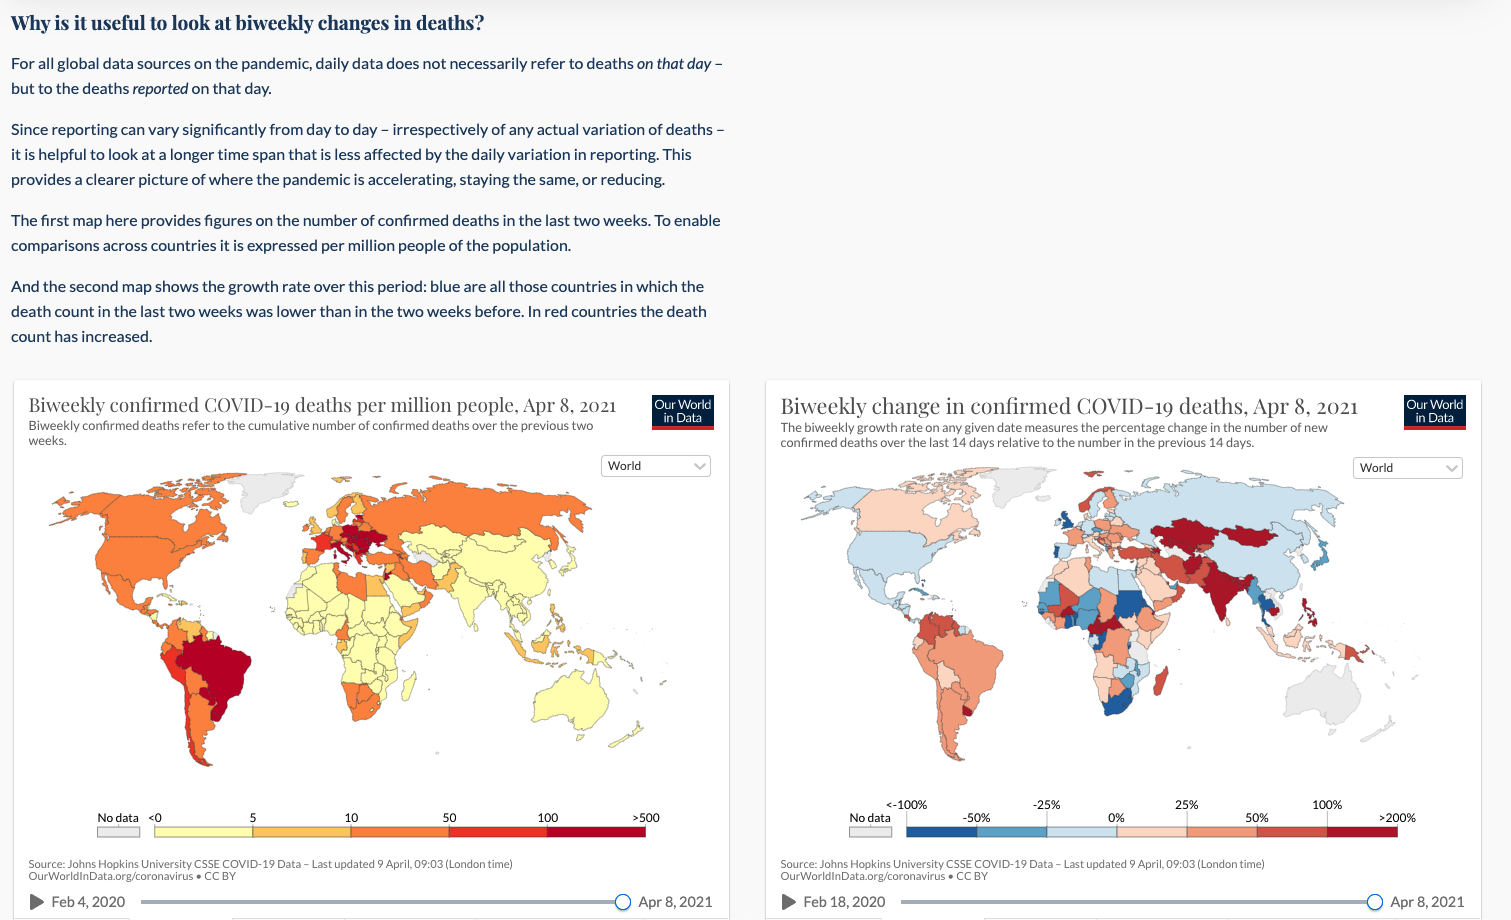 Why is it useful to look at biweekly changes in deaths?
For all global data sources on the pandemic, daily data does not necessarily refer to deaths on that day –
but to the deaths reported on that day.
Since reporting can vary significantly from day to day – irrespectively of any actual variation of deaths –
it is helpful to look at a longer time span that is less affected by the daily variation in reporting. This
provides a clearer picture of where the pandemic is accelerating, staying the same, or reducing.
The first map here provides figures on the number of confirmed deaths in the last two weeks. To enable
comparisons across countries it is expressed per million people of the population.
And the second map shows the growth rate over this period: blue are all those countries in which the
death count in the last two weeks was lower than in the two weeks before. In red countries the death
count has increased.
Biweekly confirmed COVID-19 deaths per million people, Apr 8, 2021
Biweekly confirmed deaths refer to the cumulative number of confirmed deaths over the previous two
weeks.
Our World
in Data
World
No data <0 5 10 50 100 >500
Source: Johns Hopkins University CSSE COVID-19 Data – Last updated 9 April, 09:03 (London time)
OurWorldInData.org/coronavirus • CC BY
Feb 4, 2020 Apr 8, 2021
Biweekly change in confirmed COVID-19 deaths, Apr 8, 2021
The biweekly growth rate on any given date measures the percentage change in the number of new
confirmed deaths over the last 14 days relative to the number in the previous 14 days.
Our World
in Data
World
<-100% -25% 25% 100%
No data -50% 0% 50% >200%
Source: Johns Hopkins University CSSE COVID-19 Data – Last updated 9 April, 09:03 (London time)
OurWorldInData.org/coronavirus • CC BY
Feb 18, 2020 Apr 8, 2021